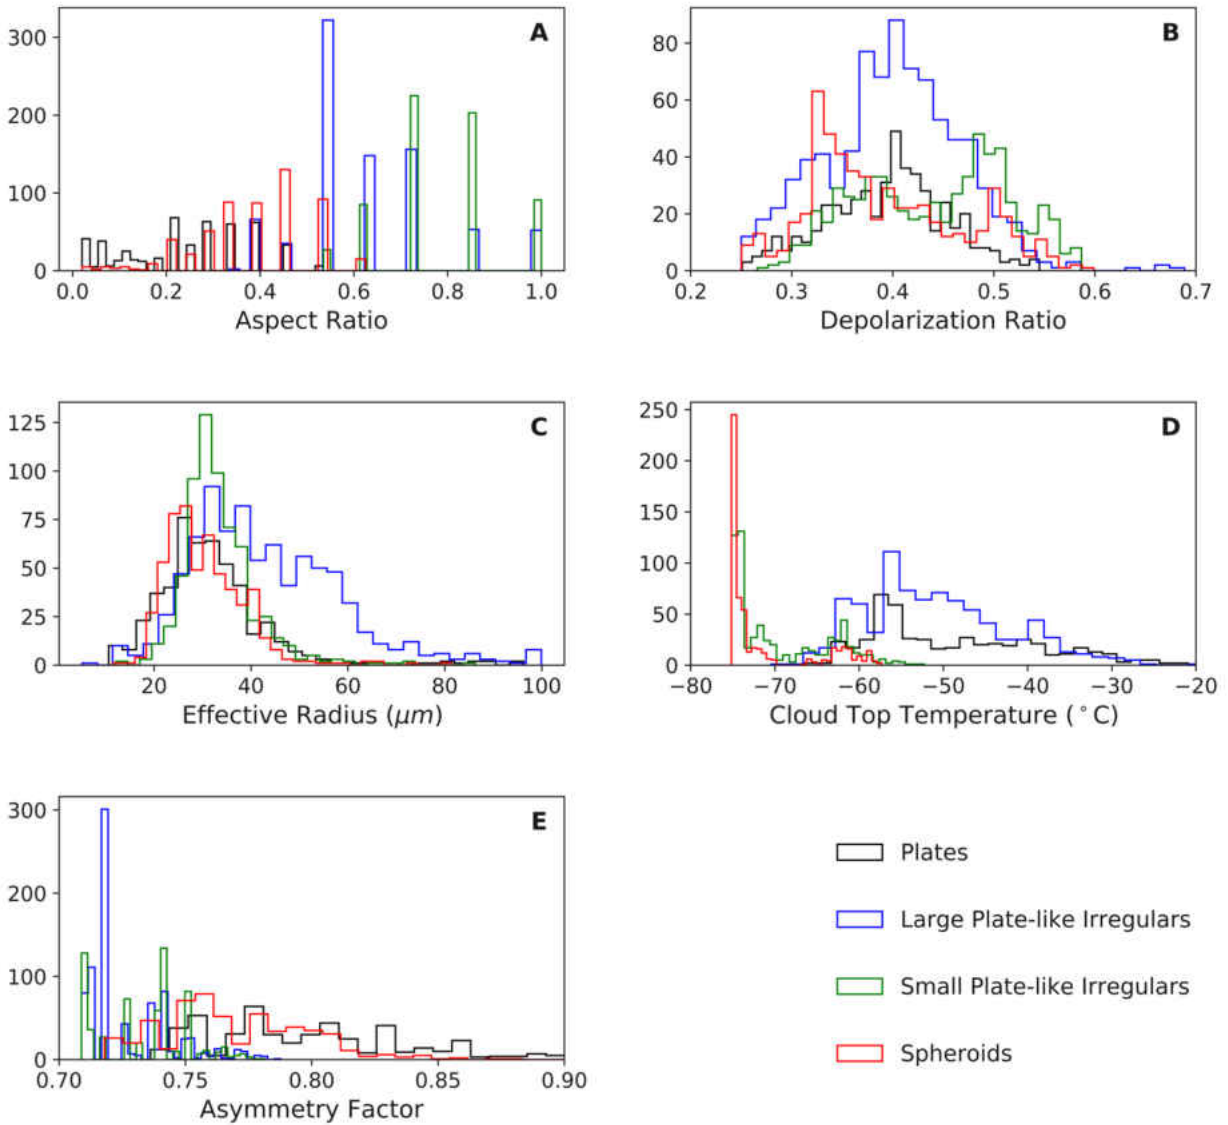 A
300
200
100
0
0.0 0.2 0.4 0.6 0.8 1.0
Aspect Ratio
B
80
60
40
20
0
0.2 0.3 0.4 0.5 0.6 0.7
Depolarization Ratio
C
125
100
75
50
25
0
20 40 60 80 100
Effective Radius (μm)
D
250
200
150
100
50
0
−80 −70 −60 −50 −40 −30 −20
Cloud Top Temperature (°C)
E
300
200
100
0
0.70 0.75 0.80 0.85 0.90
Asymmetry Factor
Plates
Large Plate-like Irregulars
Small Plate-like Irregulars
Spheroids